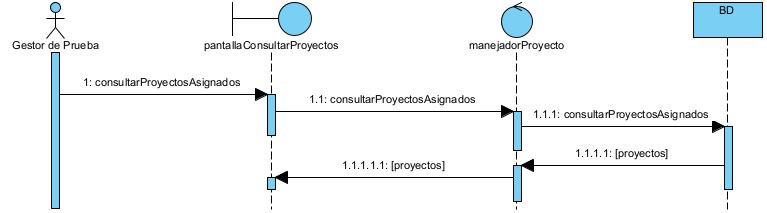 BD
Gestor de Prueba
pantallaConsultarProyectos
manejadorProyecto
1: consultarProyectosAsignados
1.1: consultarProyectosAsignados
1.1.1: consultarProyectosAsignados
1.1.1.1: [proyectos]
1.1.1.1.1: [proyectos]